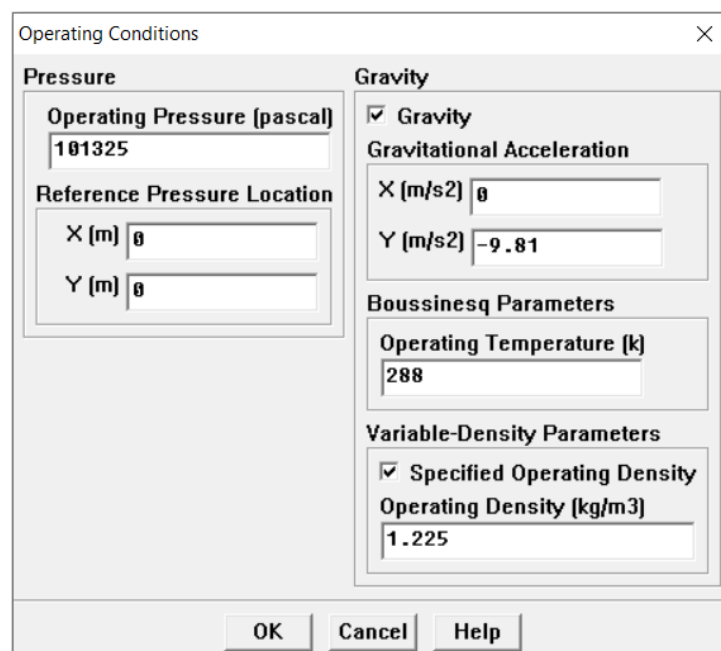 Operating Conditions
Pressure
Operating Pressure (pascal)
101325
Reference Pressure Location
X (m) 0
Y (m) 0
Gravity
Gravity
Gravitational Acceleration
X (m/s2) 0
Y (m/s2) -9.81
Boussinesq Parameters
Operating Temperature (k)
288
Variable-Density Parameters
Specified Operating Density
Operating Density (kg/m3)
1.225
OK Cancel Help